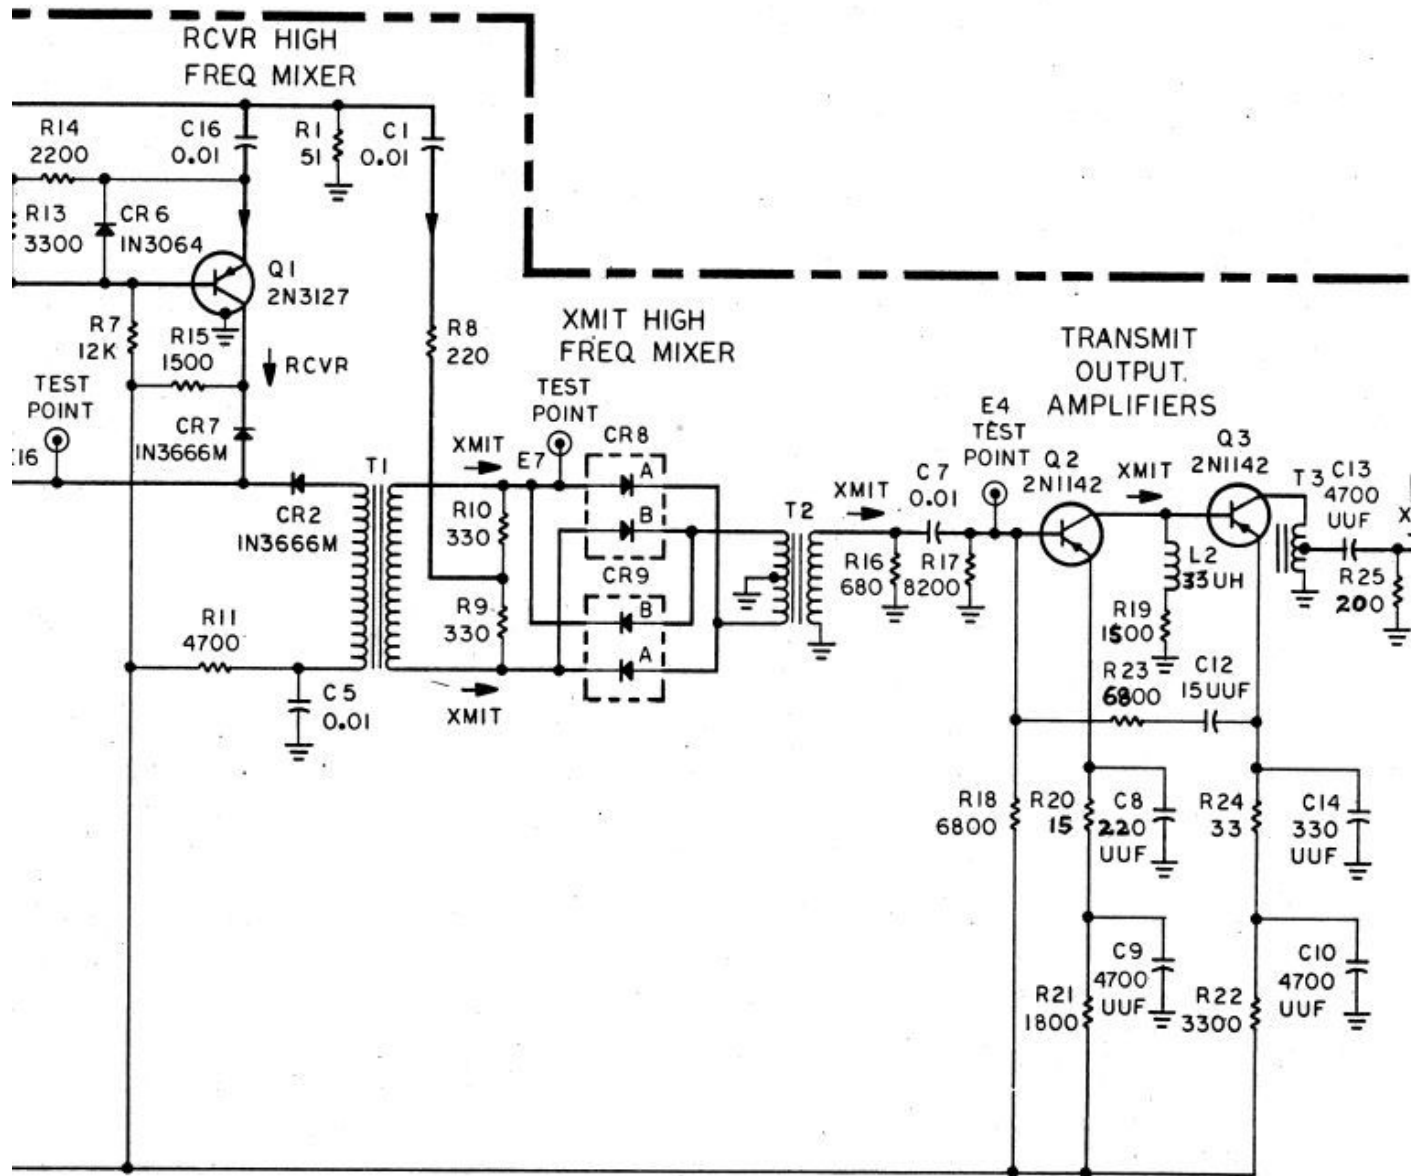 RCVR HIGH
FREQ MIXER
R14
2200
C16
0.01
R1
51
C1
0.01
R13
3300
CR6
1N3064
Q1
2N3127
R7
12K
R15
1500
RCVR
R8
220
XMIT HIGH
FREQ MIXER
TRANSMIT
OUTPUT.
AMPLIFIERS
TEST
POINT
CR7
1N3666M
T1
XMIT
TEST
POINT
E7
CR8
A
B
E4
TEST
POINT
Q2
2N1142
XMIT
Q3
2N1142
T3
C13
4700
UUF
CR2
1N3666M
R10
330
T2
XMIT
C7
0.01
R16
680
R17
8200
L2
33UH
R25
200
CR9
B
A
R11
4700
R9
330
R19
1500
C5
0.01
XMIT
R23
6800
C12
15UUF
R18
6800
R20
15
C8
220
UUF
R24
33
C14
330
UUF
C9
4700
UUF
R21
1800
C10
4700
UUF
R22
3300